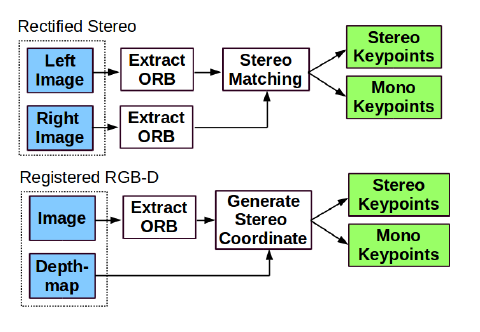 Rectified Stereo
Left
Image
Extract
ORB
Stereo
Matching
Stereo
Keypoints
Mono
Keypoints
Right
Image
Extract
ORB
Registered RGB-D
Image
Extract
ORB
Generate
Stereo
Coordinate
Stereo
Keypoints
Mono
Keypoints
Depth-
map